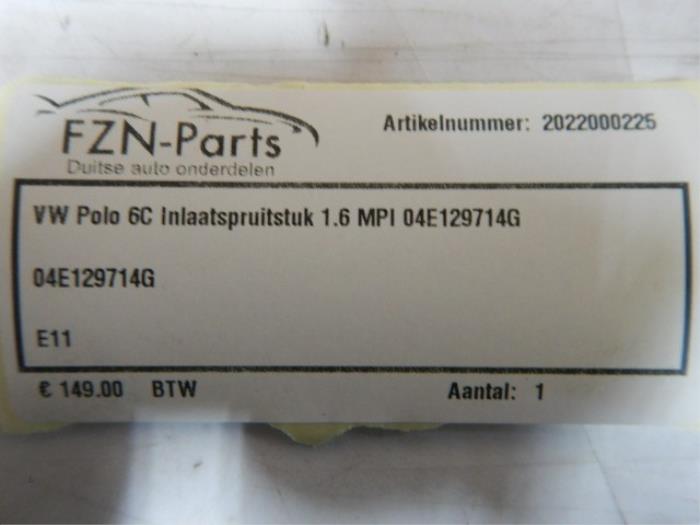 FZN-Parts
Duitse auto onderdelen
Artikelnummer: 2022000225
VW Polo 6C Inlaatspruitstuk 1.6 MPI 04E129714G
04E129714G
E11
€ 149.00 BTW Aantal: 1